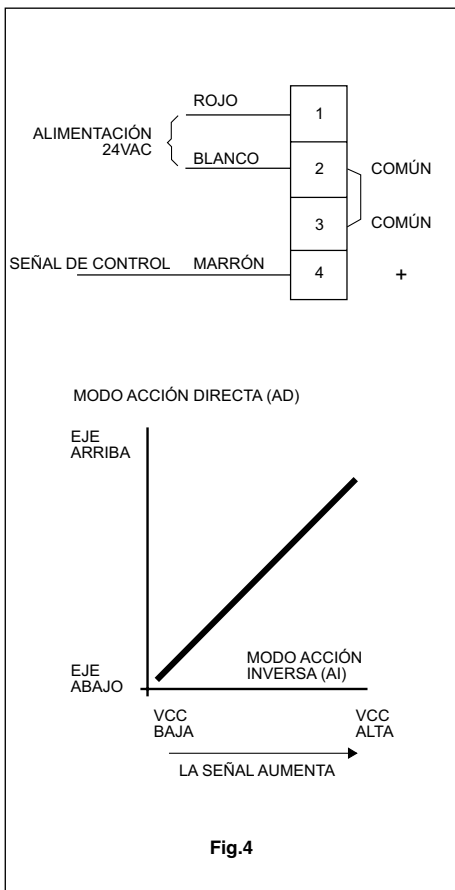 ROJO
1
ALIMENTACIÓN
24VAC
BLANCO
2
COMÚN
3
COMÚN
SEÑAL DE CONTROL MARRÓN
4
+
MODO ACCIÓN DIRECTA (AD)
EJE
ARRIBA
MODO ACCIÓN
INVERSA (AI)
EJE
ABAJO
VCC
BAJA
VCC
ALTA
LA SEÑAL AUMENTA
Fig.4